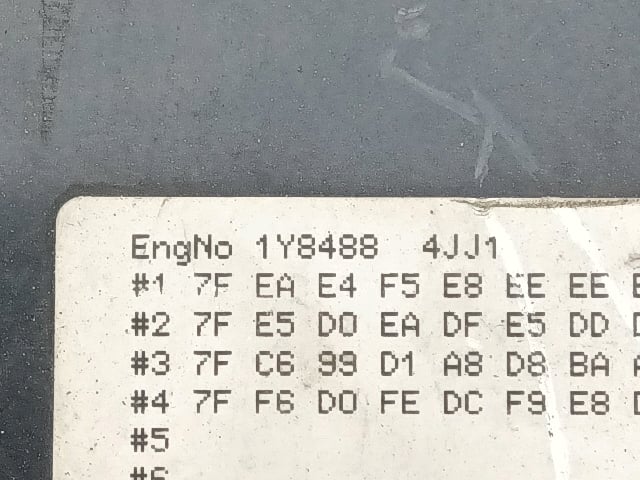 EngNo 1Y8488 4JJ1
#1 7F EA E4 F5 E8 EE EE
#2 7F E5 D0 EA DF E5 DD
#3 7F C6 99 D1 A8 D8 BA
#4 7F F6 D0 FE DC F9 E8
#5
#6